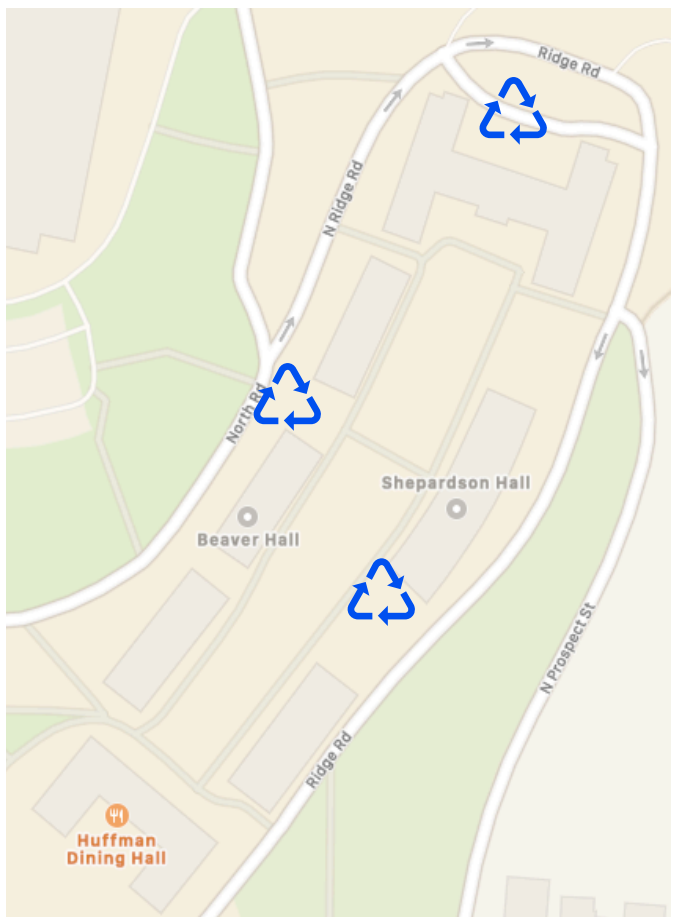 Ridge Rd
N Ridge Rd
North Rd
Shepardson Hall
Beaver Hall
N Prospect St
Ridge Rd
Huffman
Dining Hall